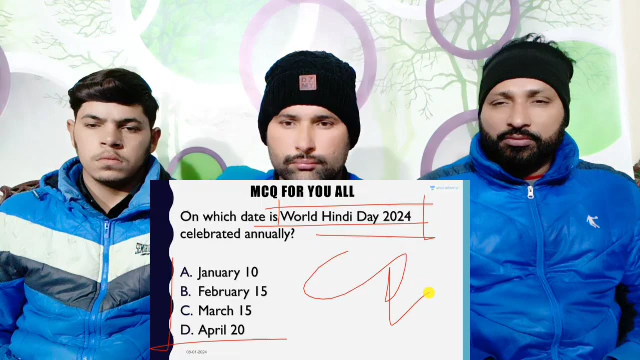 MCQ FOR YOU ALL
On which date is World Hindi Day 2024
celebrated annually?
A. January 10
B. February 15
C. March 15
D. April 20